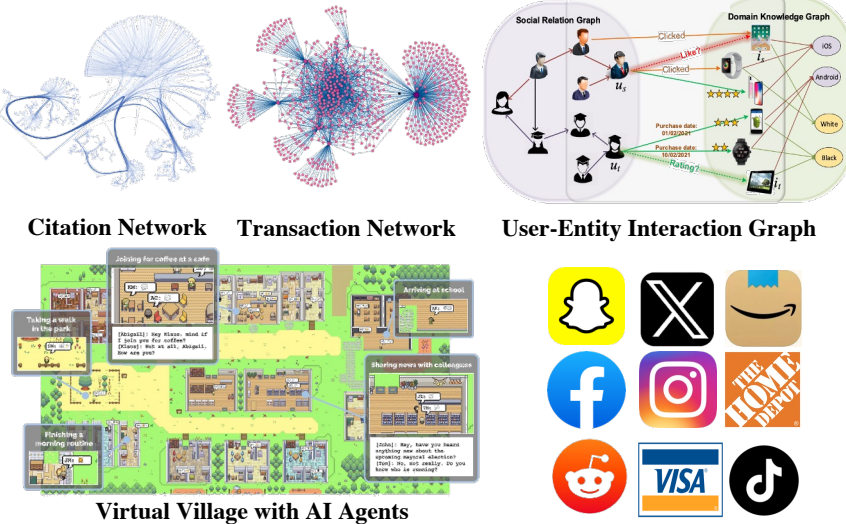 Social Relation Graph
Domain Knowledge Graph
Clicked
Like?
Clicked
u_s
i_s
iOS
Android
White
Black
Purchase date:
01/02/2021
Purchase date:
10/02/2021
Rating?
u_t
i_t
Citation Network
Transaction Network
User-Entity Interaction Graph
Joining for coffee at a cafe
[Abigail]: Hey Klaus, mind if
I join you for coffee?
[Klaus]: Not at all, Abigail.
How are you?
Taking a walk
in the park
Arriving at school
Sharing news with colleagues
[John]: Hey, have you heard
anything new about the
upcoming mayoral election?
[Tom]: No, not really. Do you
know who is running?
Finishing a
morning routine
Virtual Village with AI Agents
THE
HOME
DEPOT
VISA